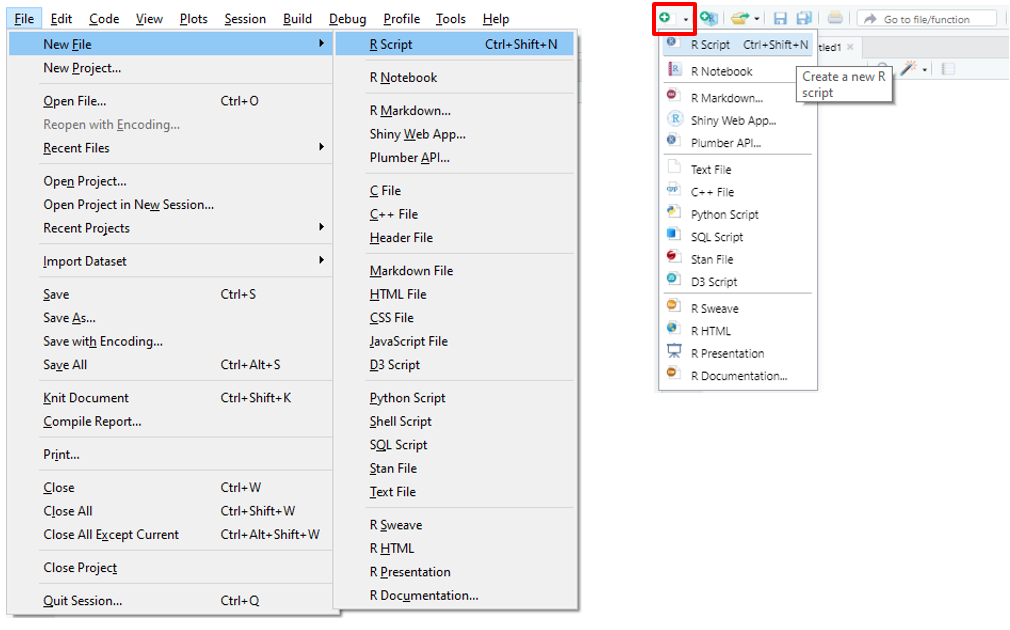 File Edit Code View Plots Session Build Debug Profile Tools Help
New File
New Project...
Open File... Ctrl+O
Reopen with Encoding...
Recent Files
Open Project...
Open Project in New Session...
Recent Projects
Import Dataset
Save Ctrl+S
Save As...
Save with Encoding...
Save All Ctrl+Alt+S
Knit Document Ctrl+Shift+K
Compile Report...
Print...
Close Ctrl+W
Close All Ctrl+Shift+W
Close All Except Current Ctrl+Alt+Shift+W
Close Project
Quit Session... Ctrl+Q
R Script Ctrl+Shift+N
R Notebook
R Markdown...
Shiny Web App...
Plumber API...
C File
C++ File
Header File
Markdown File
HTML File
CSS File
JavaScript File
D3 Script
Python Script
Shell Script
SQL Script
Stan File
Text File
R Sweave
R HTML
R Presentation
R Documentation...
Go to file/function
R Script Ctrl+Shift+N
R Notebook
R Markdown...
Shiny Web App...
Plumber API...
Text File
C++ File
Python Script
SQL Script
Stan File
D3 Script
R Sweave
R HTML
R Presentation
R Documentation...
tled1
Create a new R
script